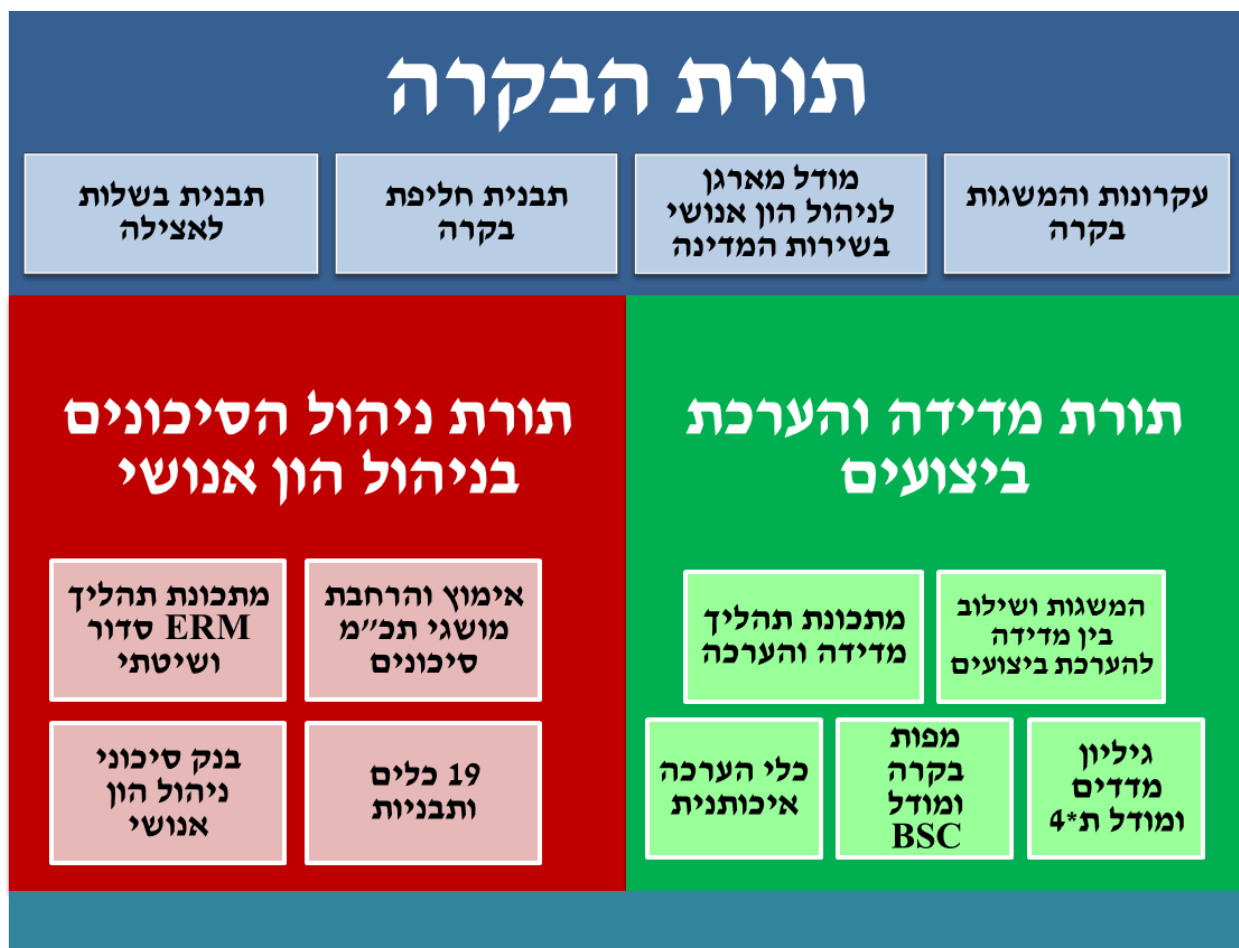 תורת הבקרה
עקרונות והמשגות
בקרה
מודל מארגן
לניהול הון אנושי
בשירות המדינה
תבנית חליפת
בקרה
תבנית בשלות
לאצילה
תורת מדידה והערכת
ביצועים
המשגות ושילוב
בין מדידה
להערכת ביצועים
מתכונת תהליך
מדידה והערכה
גיליון
מדדים
ומודל ת*4
מפות
בקרה
ומודל
BSC
כלי הערכה
איכותנית
תורת ניהול הסיכונים
בניהול הון אנושי
אימוץ והרחבת
מושגי תכ״מ
סיכונים
מתכונת תהליך
ERM סדור
ושיטתי
19 כלים
ותבניות
בנק סיכוני
ניהול הון
אנושי